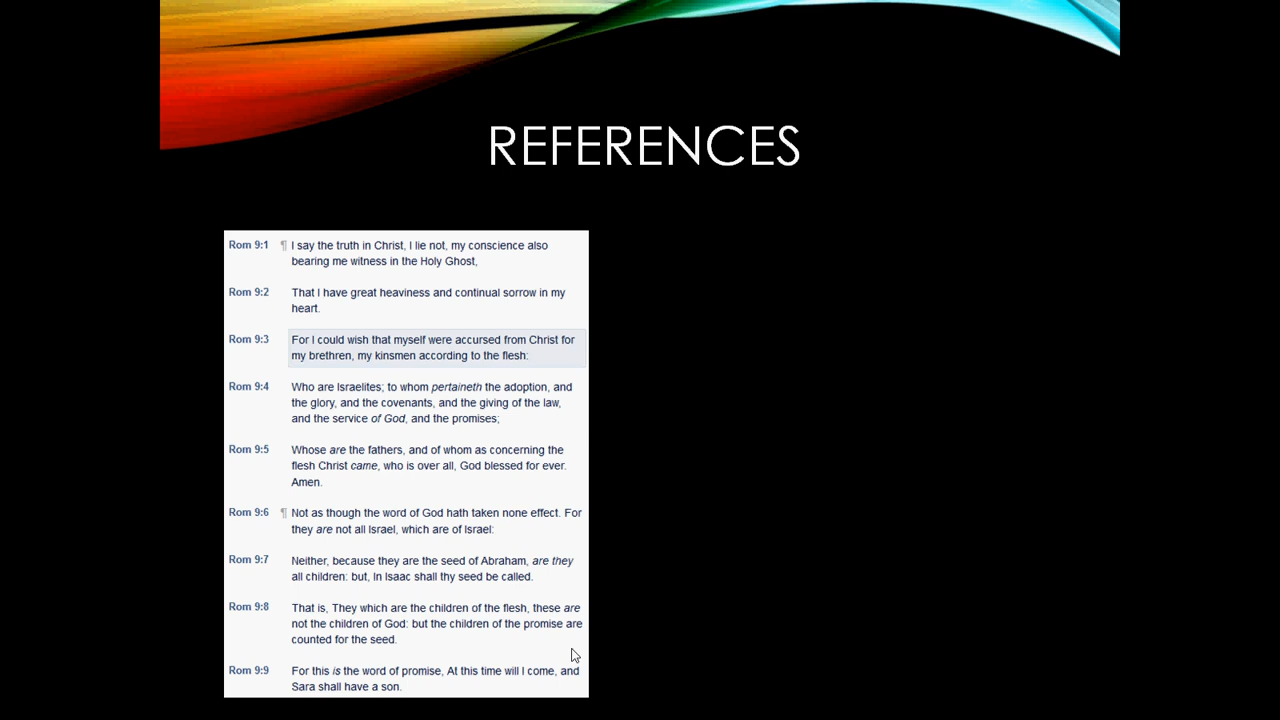 REFERENCES
Rom 9:1 ¶ I say the truth in Christ, I lie not, my conscience also
bearing me witness in the Holy Ghost,
Rom 9:2 That I have great heaviness and continual sorrow in my
heart.
Rom 9:3 For I could wish that myself were accursed from Christ for
my brethren, my kinsmen according to the flesh:
Rom 9:4 Who are Israelites; to whom pertaineth the adoption, and
the glory, and the covenants, and the giving of the law,
and the service of God, and the promises;
Rom 9:5 Whose are the fathers, and of whom as concerning the
flesh Christ came, who is over all, God blessed for ever.
Amen.
Rom 9:6 ¶ Not as though the word of God hath taken none effect. For
they are not all Israel, which are of Israel:
Rom 9:7 Neither, because they are the seed of Abraham, are they
all children: but, In Isaac shall thy seed be called.
Rom 9:8 That is, They which are the children of the flesh, these are
not the children of God: but the children of the promise are
counted for the seed.
Rom 9:9 For this is the word of promise, At this time will I come, and
Sara shall have a son.